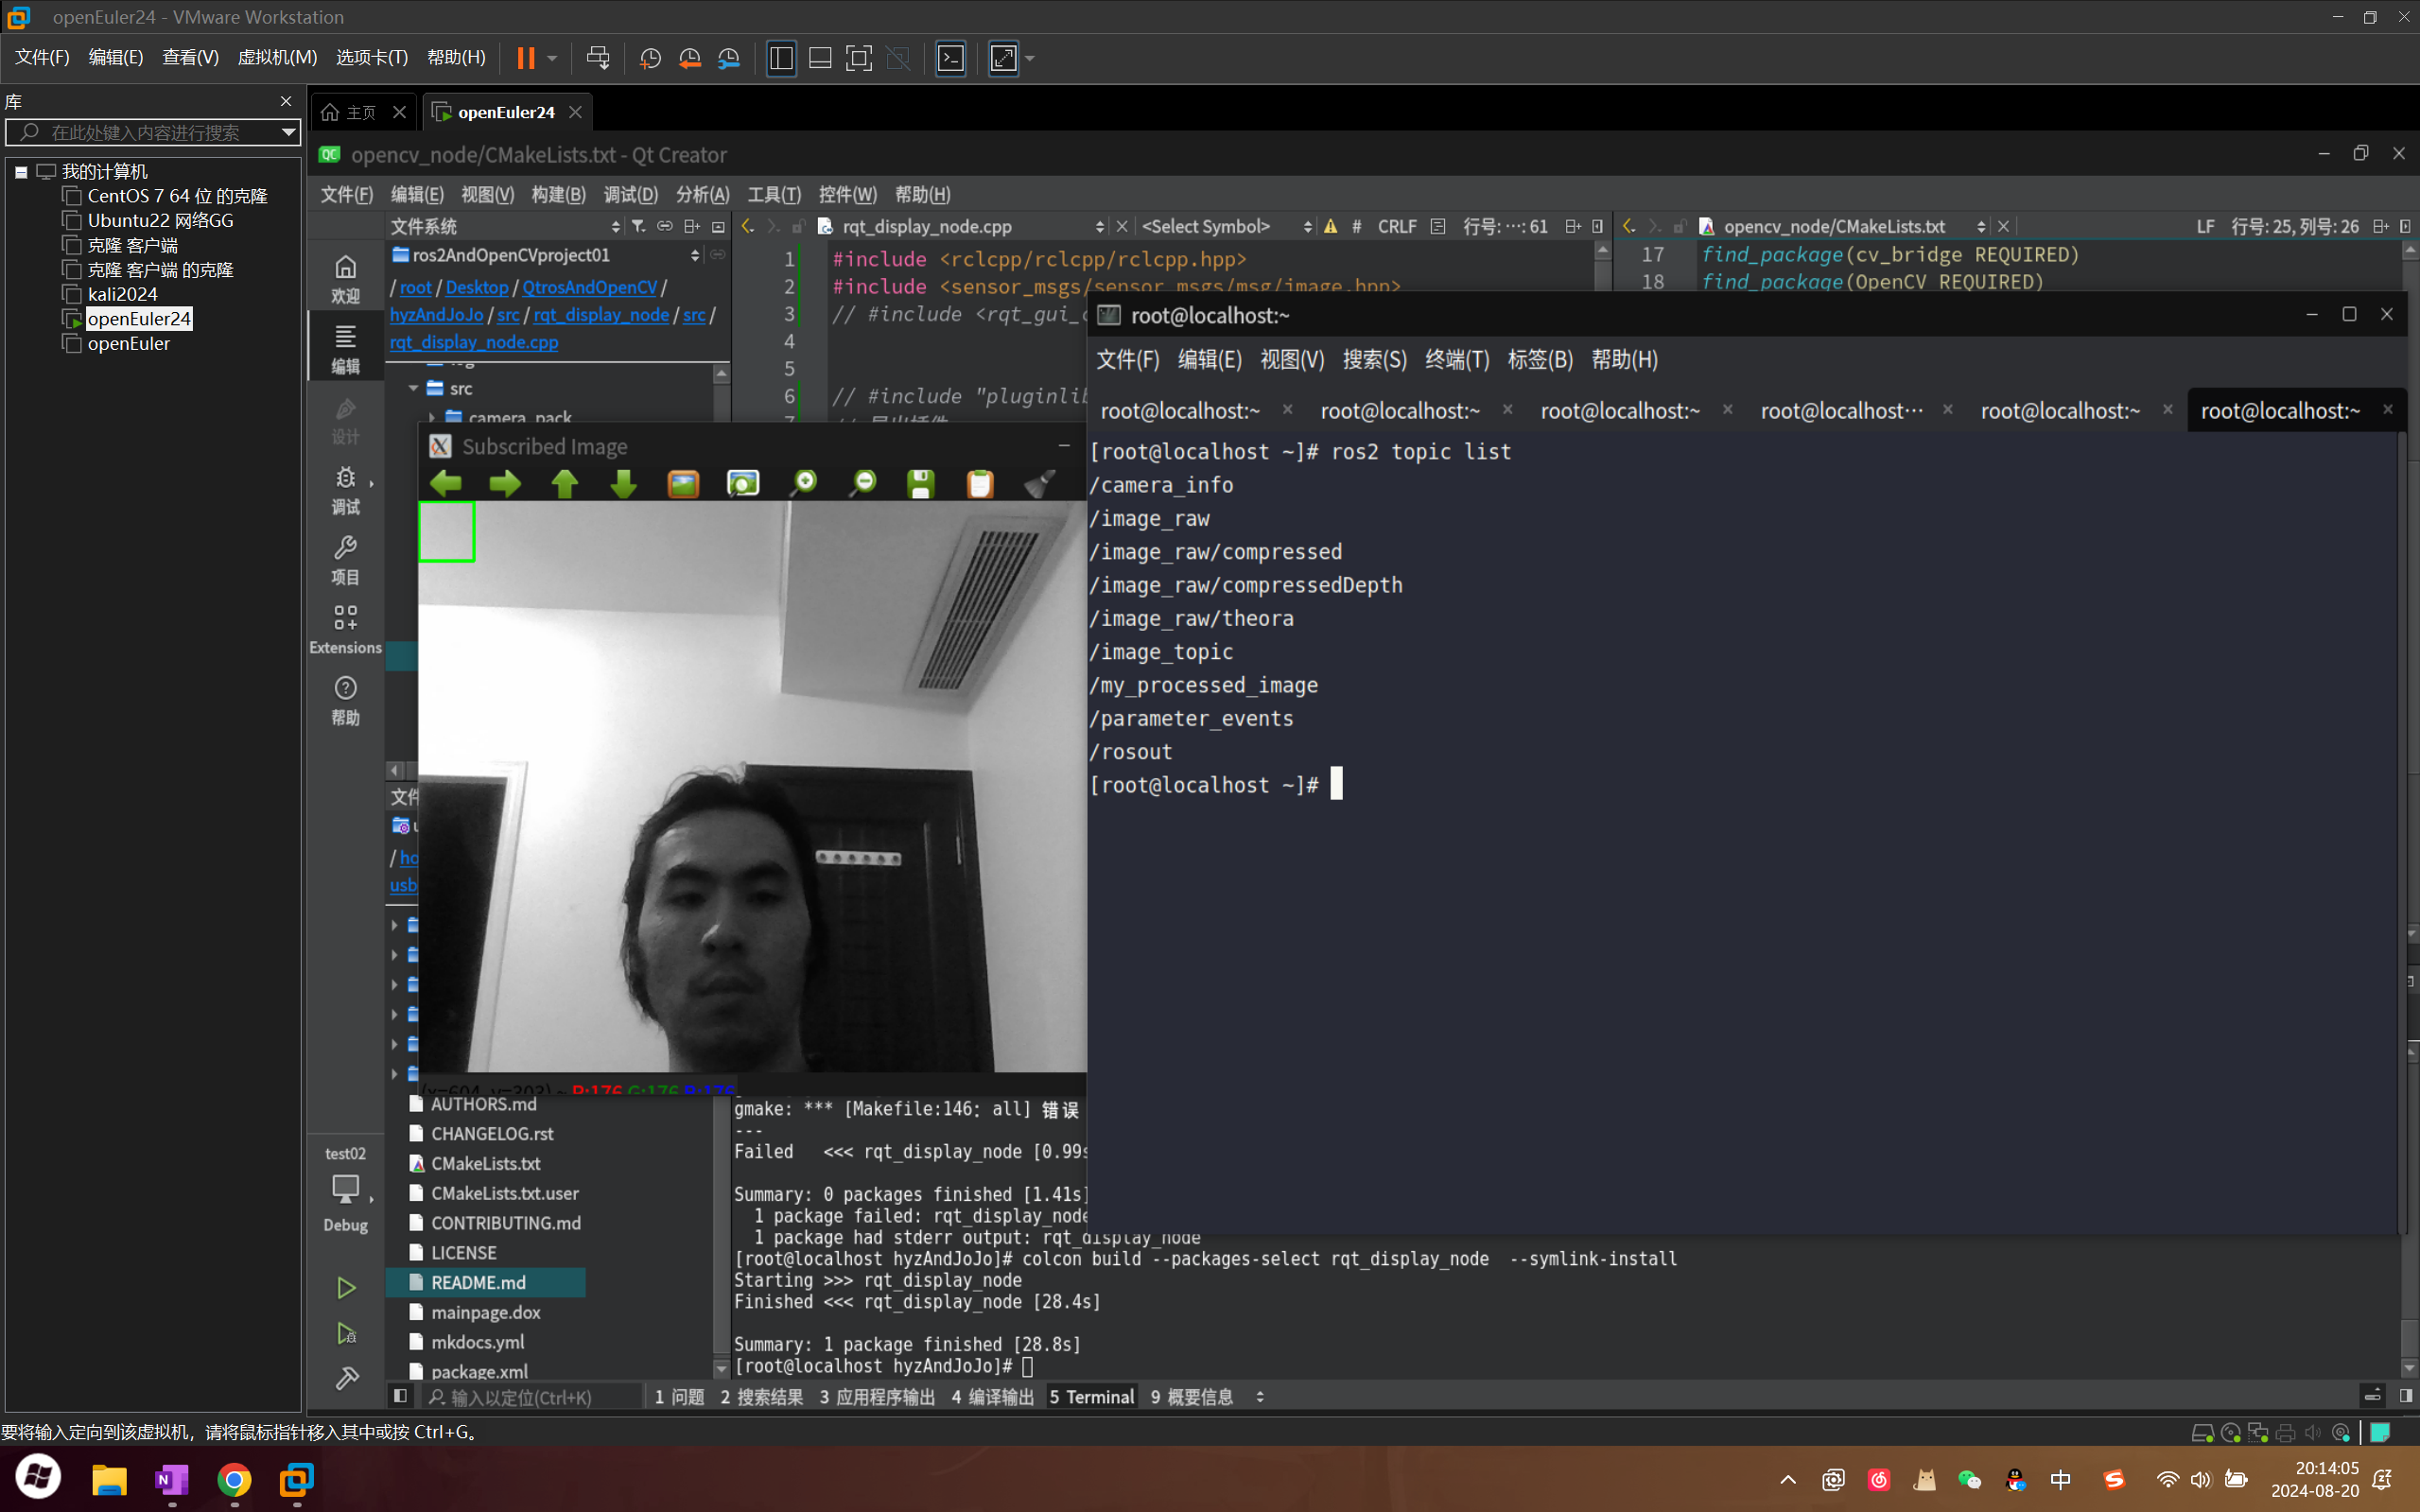 openEuler24 - VMware Workstation
文件(F) 编辑(E) 查看(V) 虚拟机(M) 选项卡(T) 帮助(H)
库
在此处键入内容进行搜索
我的计算机
CentOS 7 64 位 的克隆
Ubuntu22 网络GG
克隆 客户端
克隆 客户端 的克隆
kali2024
openEuler24
openEuler
主页
openEuler24
QC opencv_node/CMakeLists.txt - Qt Creator
文件(F) 编辑(E) 视图(V) 构建(B) 调试(D) 分析(A) 工具(T) 控件(W) 帮助(H)
欢迎
编辑
设计
调试
项目
Extensions
帮助
test02
Debug
文件系统
ros2AndOpenCVproject01
/ root / Desktop / QtrosAndOpenCV /
hyzAndJoJo / src / rqt_display_node / src /
rqt_display_node.cpp
src
camera_pack
rqt_display_node.cpp <Select Symbol> # CRLF 行号: ⋯: 61
1 #include <rclcpp/rclcpp/rclcpp.hpp>
2 #include <sensor_msgs/sensor_msgs/msg/image.hpp>
3 // #include <rqt_gui_c
4
5
6 // #include "pluginlib
opencv_node/CMakeLists.txt LF 行号: 25, 列号: 26
17 find_package(cv_bridge REQUIRED)
18 find_package(OpenCV REQUIRED)
Subscribed Image
(x=604, y=303) ~ R:176 G:176 B:176
root@localhost:~
文件(F) 编辑(E) 视图(V) 搜索(S) 终端(T) 标签(B) 帮助(H)
root@localhost:~ root@localhost:~ root@localhost:~ root@localhost⋯ root@localhost:~ root@localhost:~
[root@localhost ~]# ros2 topic list
/camera_info
/image_raw
/image_raw/compressed
/image_raw/compressedDepth
/image_raw/theora
/image_topic
/my_processed_image
/parameter_events
/rosout
[root@localhost ~]#
文件
/ ho
usb
AUTHORS.md
CHANGELOG.rst
CMakeLists.txt
CMakeLists.txt.user
CONTRIBUTING.md
LICENSE
README.md
mainpage.dox
mkdocs.yml
package.xml
gmake: *** [Makefile:146: all] 错误
---
Failed <<< rqt_display_node [0.99s
Summary: 0 packages finished [1.41s]
1 package failed: rqt_display_node
1 package had stderr output: rqt_display_node
[root@localhost hyzAndJoJo]# colcon build --packages-select rqt_display_node --symlink-install
Starting >>> rqt_display_node
Finished <<< rqt_display_node [28.4s]
Summary: 1 package finished [28.8s]
[root@localhost hyzAndJoJo]#
输入以定位(Ctrl+K) 1 问题 2 搜索结果 3 应用程序输出 4 编译输出 5 Terminal 9 概要信息
要将输入定向到该虚拟机，请将鼠标指针移入其中或按 Ctrl+G。
中
20:14:05
2024-08-20